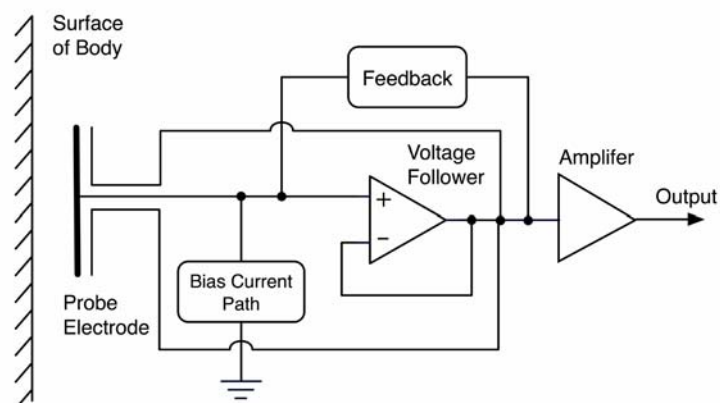 Surface
of Body
Feedback
Voltage
Follower
Amplifer
+
Output
−
Bias Current
Path
Probe
Electrode